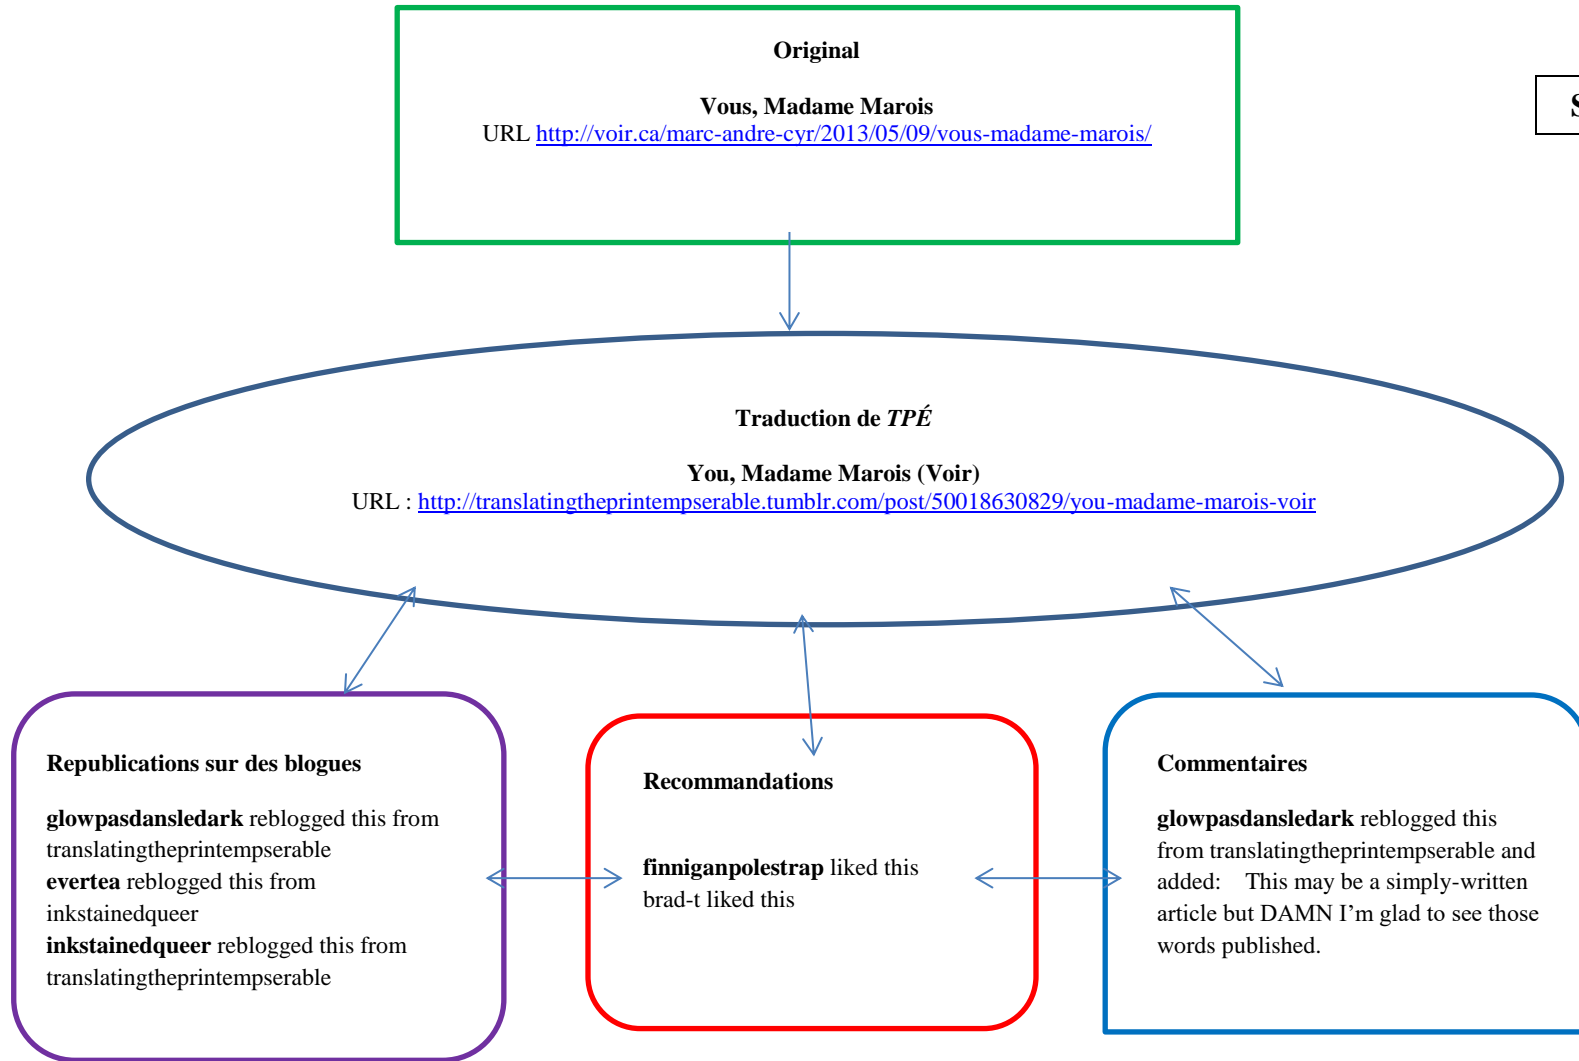 Original
Vous, Madame Marois
URL http://voir.ca/marc-andre-cyr/2013/05/09/vous-madame-marois/
S
Traduction de TPÉ
You, Madame Marois (Voir)
URL : http://translatingtheprintempserable.tumblr.com/post/50018630829/you-madame-marois-voir
Republications sur des blogues
glowpasdansledark reblogged this from
translatingtheprintempserable
evertea reblogged this from
inkstainedqueer
inkstainedqueer reblogged this from
translatingtheprintempserable
Recommandations
finniganpolestrap liked this
brad-t liked this
Commentaires
glowpasdansledark reblogged this
from translatingtheprintempserable and
added:    This may be a simply-written
article but DAMN I’m glad to see those
words published.